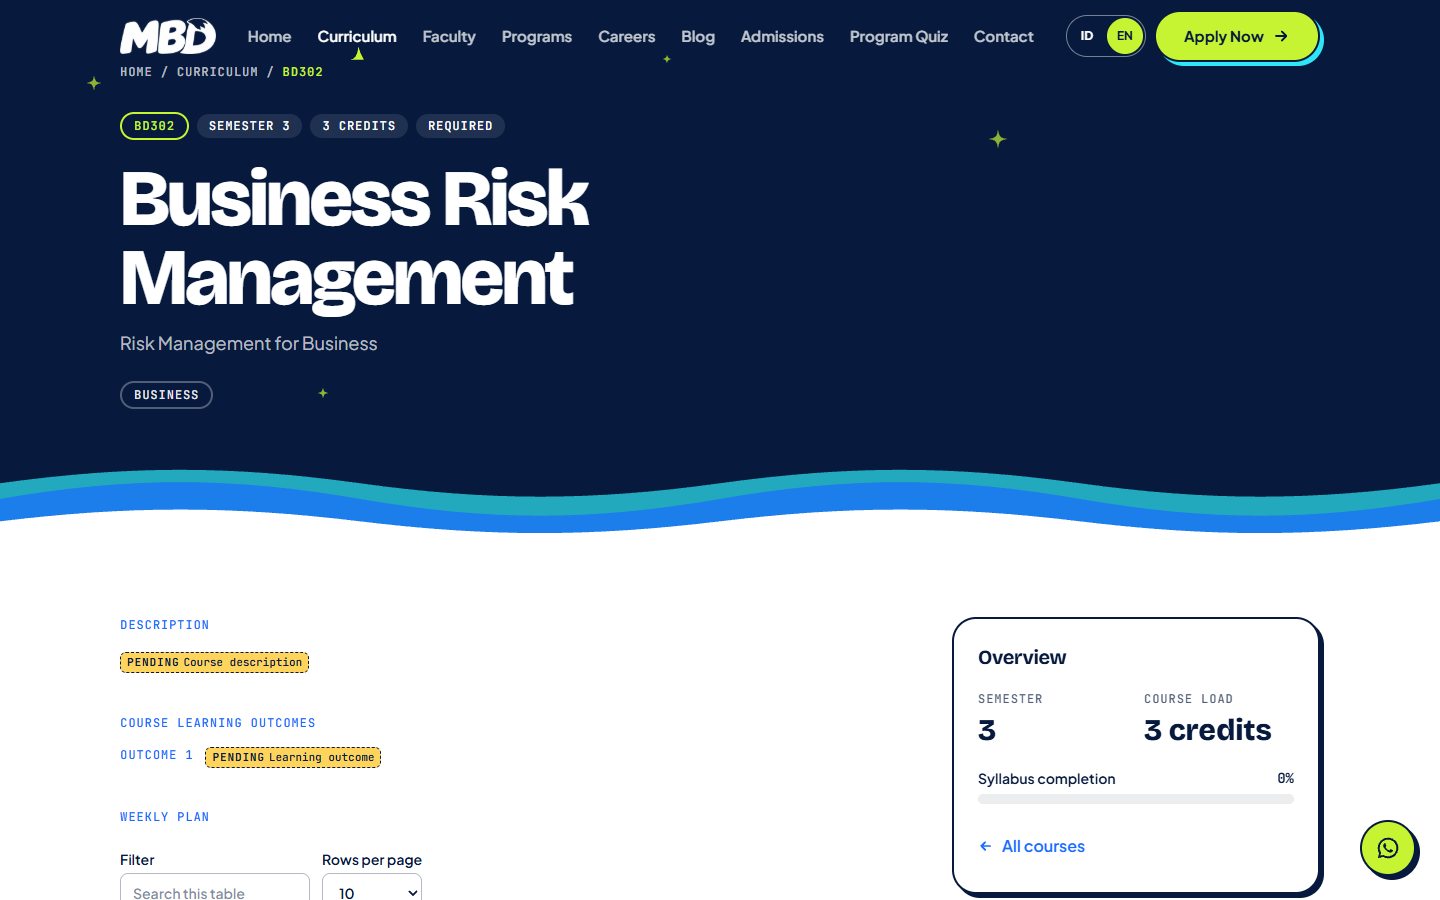 MBD
Home Curriculum Faculty Programs Careers Blog Admissions Program Quiz Contact ID EN Apply Now
HOME / CURRICULUM / BD302
BD302 SEMESTER 3 3 CREDITS REQUIRED
Business Risk
Management
Risk Management for Business
BUSINESS
DESCRIPTION
PENDING Course description
COURSE LEARNING OUTCOMES
OUTCOME 1 PENDING Learning outcome
WEEKLY PLAN
Filter Rows per page
Search this table 10
Overview
SEMESTER COURSE LOAD
3 3 credits
Syllabus completion 0%
All courses